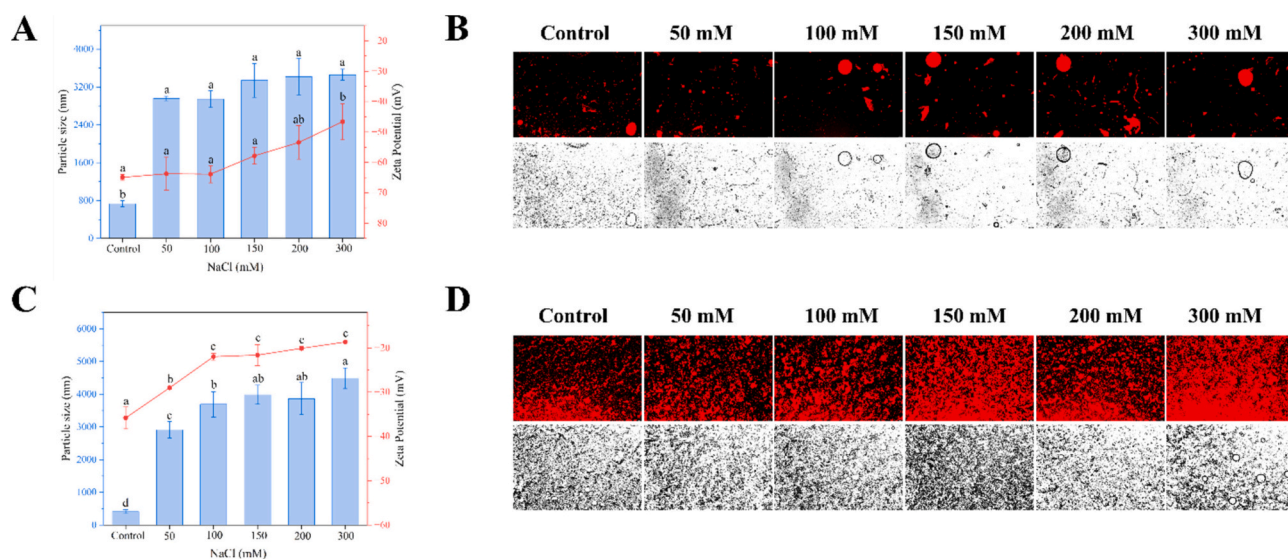 A
Particle size (nm)
4000
3200
2400
1600
800
0
a
a
a
a
a
b
a
a
a
a
ab
b
Control
50
100
150
200
300
NaCl (mM)
-20
-30
-40
-50
-60
-70
-80
Zeta Potential (mV)
B
Control 50 mM 100 mM 150 mM 200 mM 300 mM
C
Particle size (nm)
6000
5000
4000
3000
2000
1000
0
a
b
c
c
c
c
d
c
b
ab
ab
a
Control
50
100
150
200
300
NaCl (mM)
-20
-30
-40
-50
-60
Zeta Potential (mV)
D
Control 50 mM 100 mM 150 mM 200 mM 300 mM